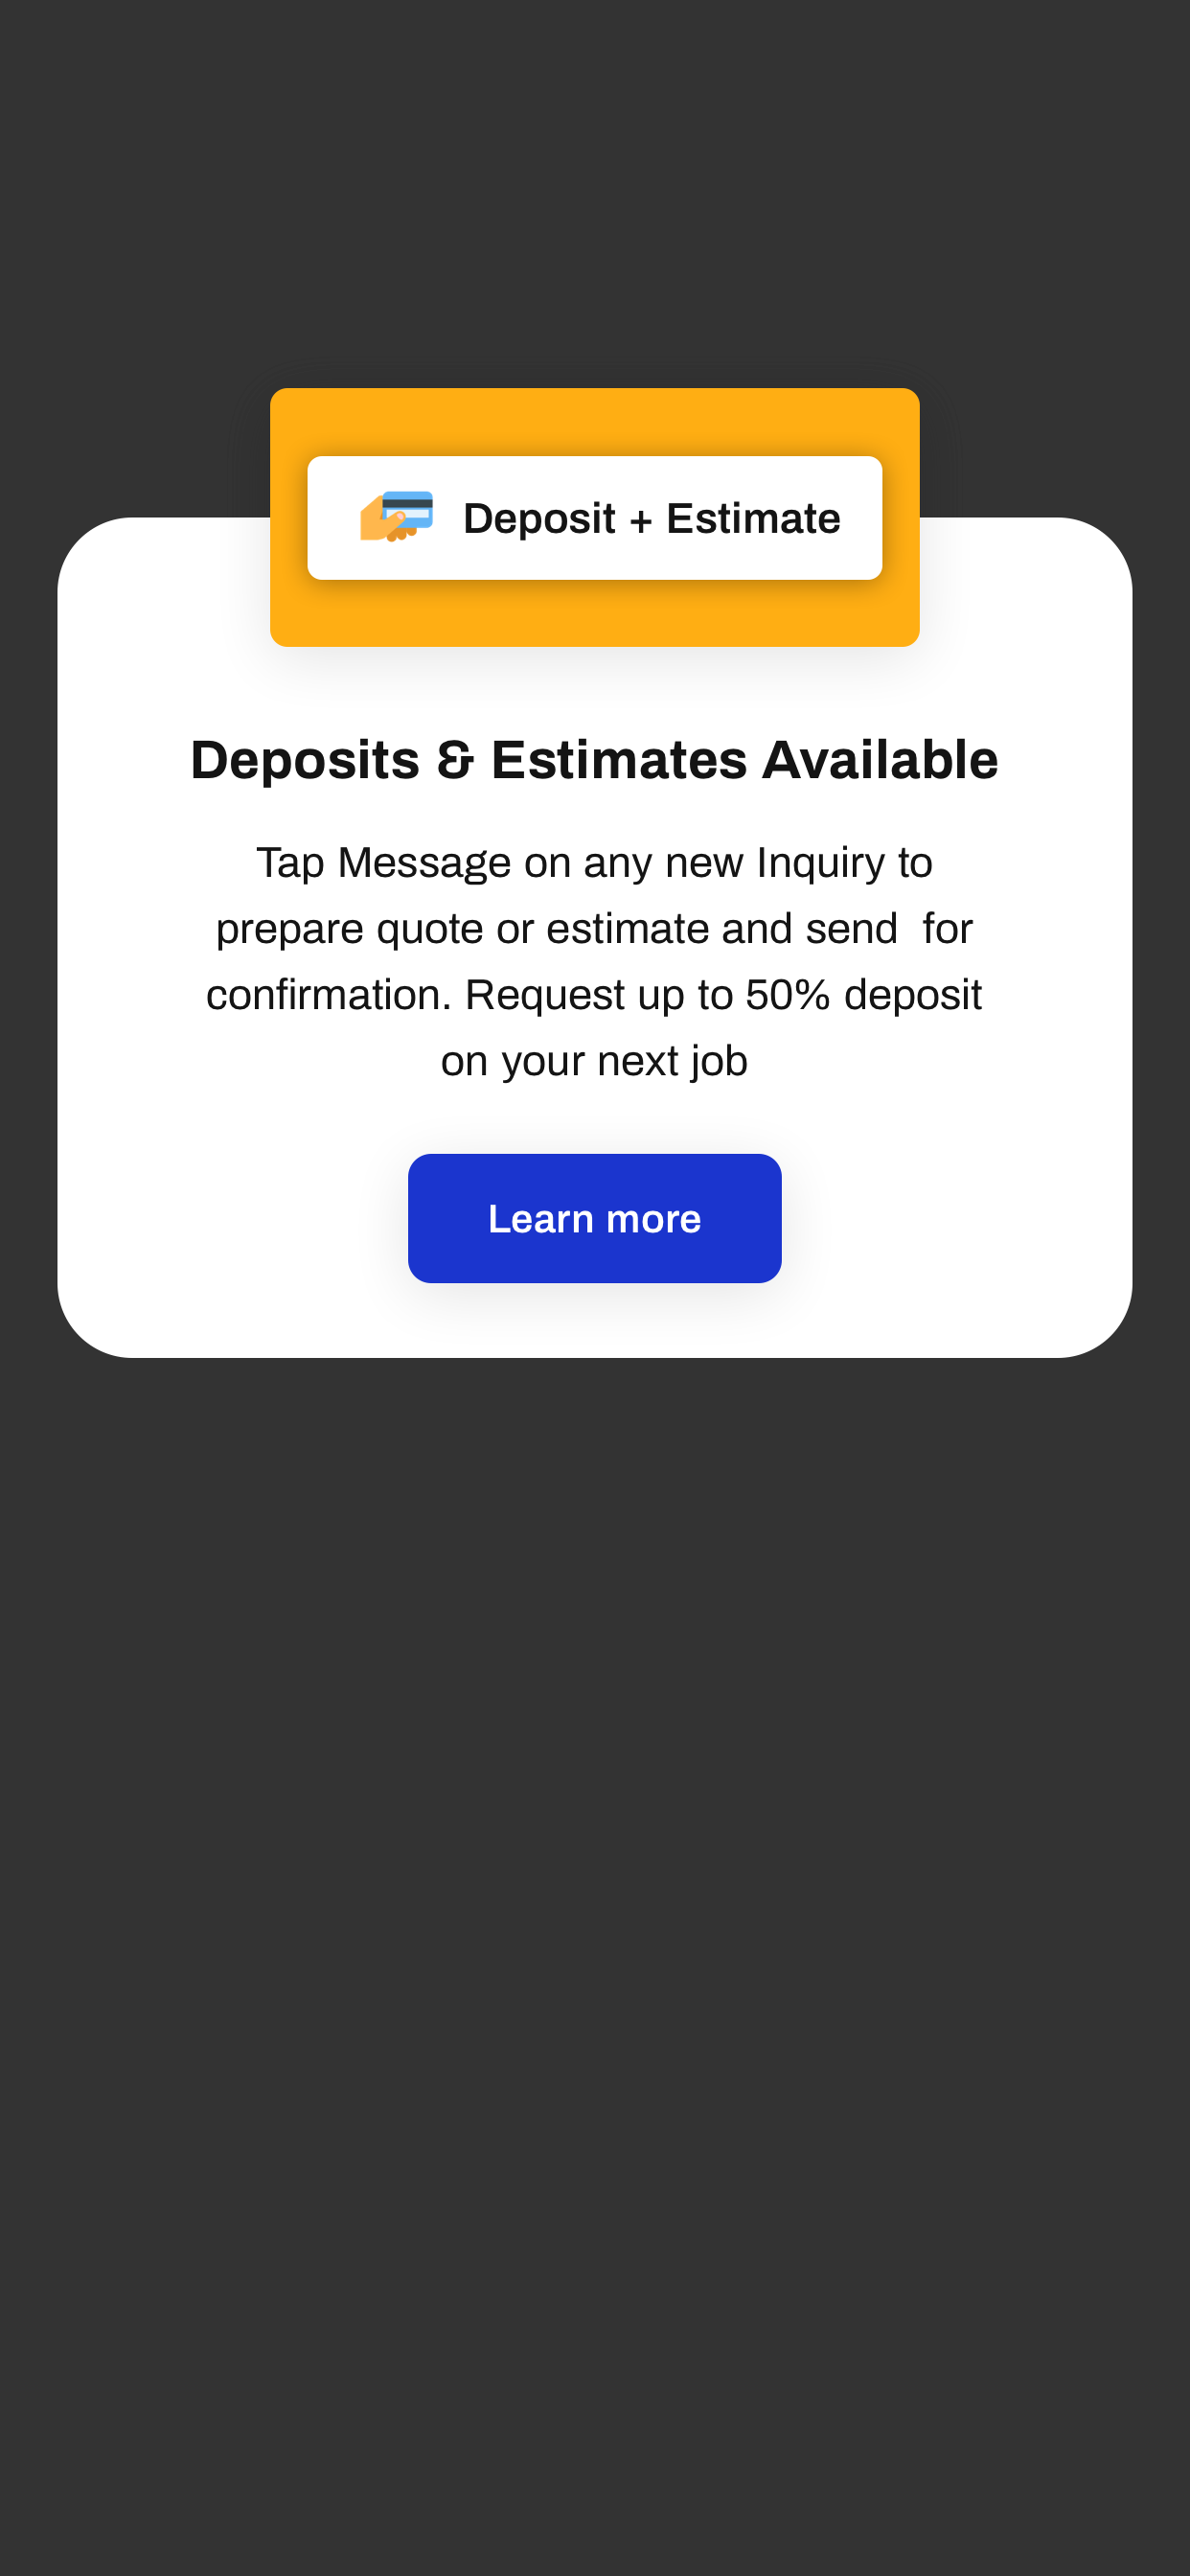 Deposit + Estimate
Deposits & Estimates Available
Tap Message on any new Inquiry to
prepare quote or estimate and send  for
confirmation. Request up to 50% deposit
on your next job
Learn more